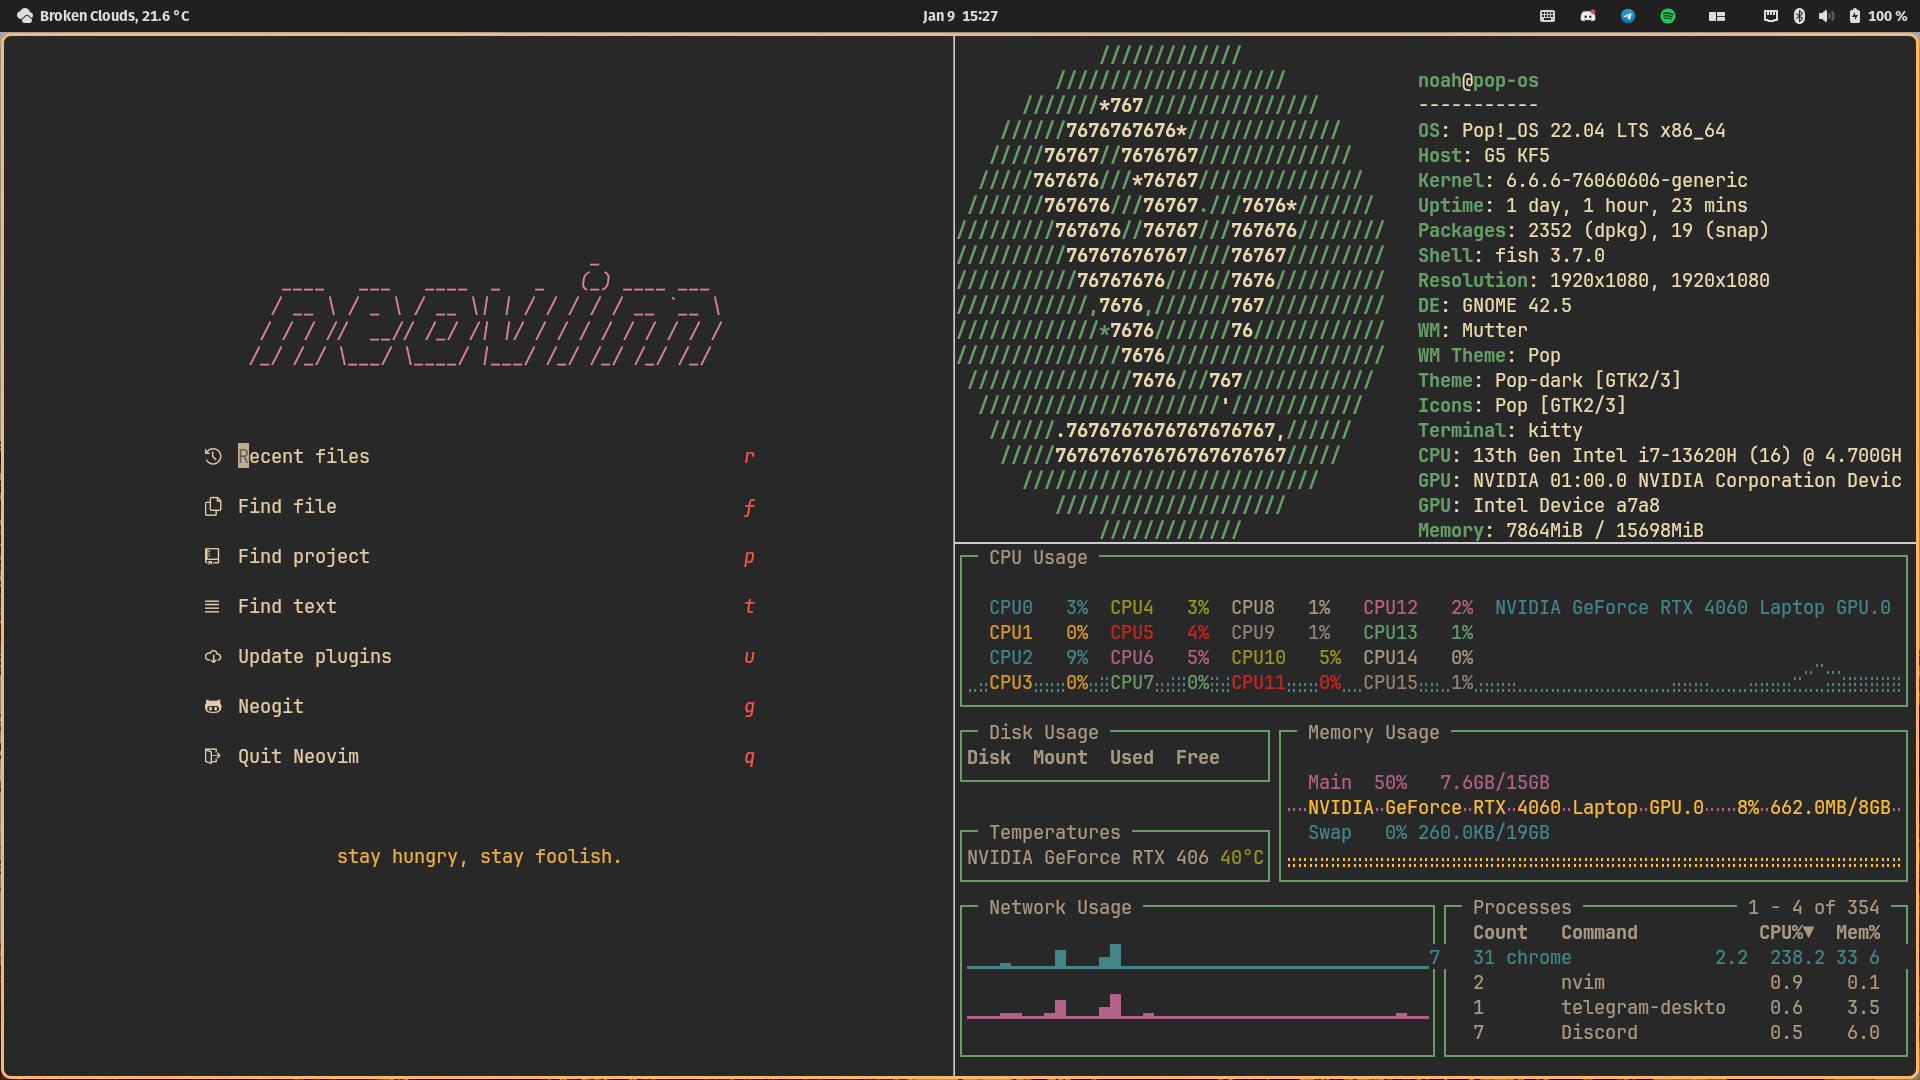 Broken Clouds, 21.6 °C
Jan 9 15:27
100 %
neovim
Recent files r
Find file f
Find project p
Find text t
Update plugins u
Neogit g
Quit Neovim q
stay hungry, stay foolish.
noah@pop-os
-----------
OS: Pop!_OS 22.04 LTS x86_64
Host: G5 KF5
Kernel: 6.6.6-76060606-generic
Uptime: 1 day, 1 hour, 23 mins
Packages: 2352 (dpkg), 19 (snap)
Shell: fish 3.7.0
Resolution: 1920x1080, 1920x1080
DE: GNOME 42.5
WM: Mutter
WM Theme: Pop
Theme: Pop-dark [GTK2/3]
Icons: Pop [GTK2/3]
Terminal: kitty
CPU: 13th Gen Intel i7-13620H (16) @ 4.700GH
GPU: NVIDIA 01:00.0 NVIDIA Corporation Devic
GPU: Intel Device a7a8
Memory: 7864MiB / 15698MiB
CPU Usage
CPU0 3% CPU4 3% CPU8 1% CPU12 2% NVIDIA GeForce RTX 4060 Laptop GPU.0
CPU1 0% CPU5 4% CPU9 1% CPU13 1%
CPU2 9% CPU6 5% CPU10 5% CPU14 0%
CPU3 0% CPU7 0% CPU11 0% CPU15 1%
Disk Usage
Disk Mount Used Free
Temperatures
NVIDIA GeForce RTX 406 40°C
Memory Usage
Main 50% 7.6GB/15GB
NVIDIA GeForce RTX 4060 Laptop GPU.0 8% 662.0MB/8GB
Swap 0% 260.0KB/19GB
Network Usage
Processes 1 - 4 of 354
Count Command CPU%▼ Mem%
7 31 chrome 2.2 238.2 33 6
2 nvim 0.9 0.1
1 telegram-deskto 0.6 3.5
7 Discord 0.5 6.0